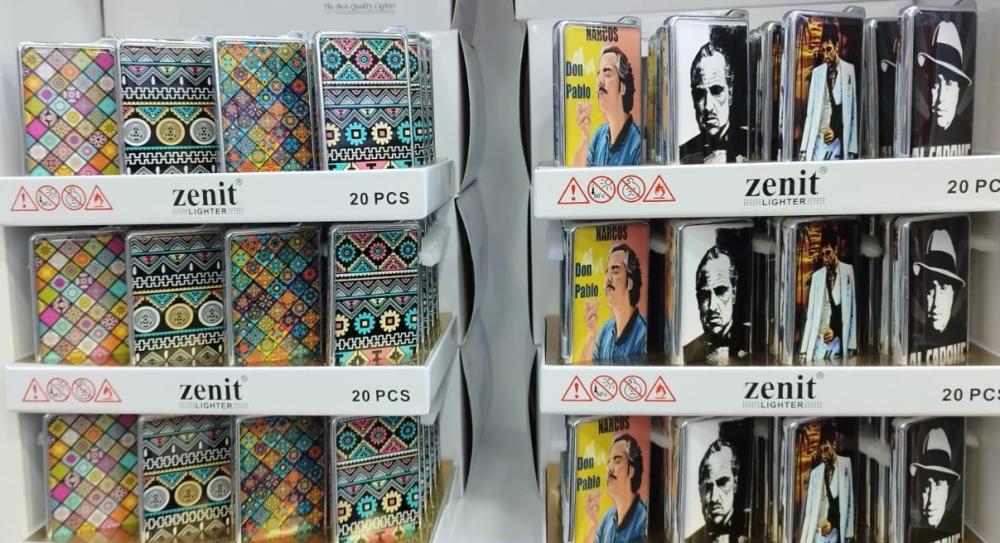 The Best Quality Lighter
NARCOS
Don
Pablo
AL CAPONE
zenit®
LIGHTER
20 PCS
zenit®
LIGHTER
20 PC
NARCOS
Don
Pablo
AL CAPONE
zenit®
LIGHTER
20 PCS
zenit®
LIGHTER
20 PCS
NARCOS
Don
Pablo